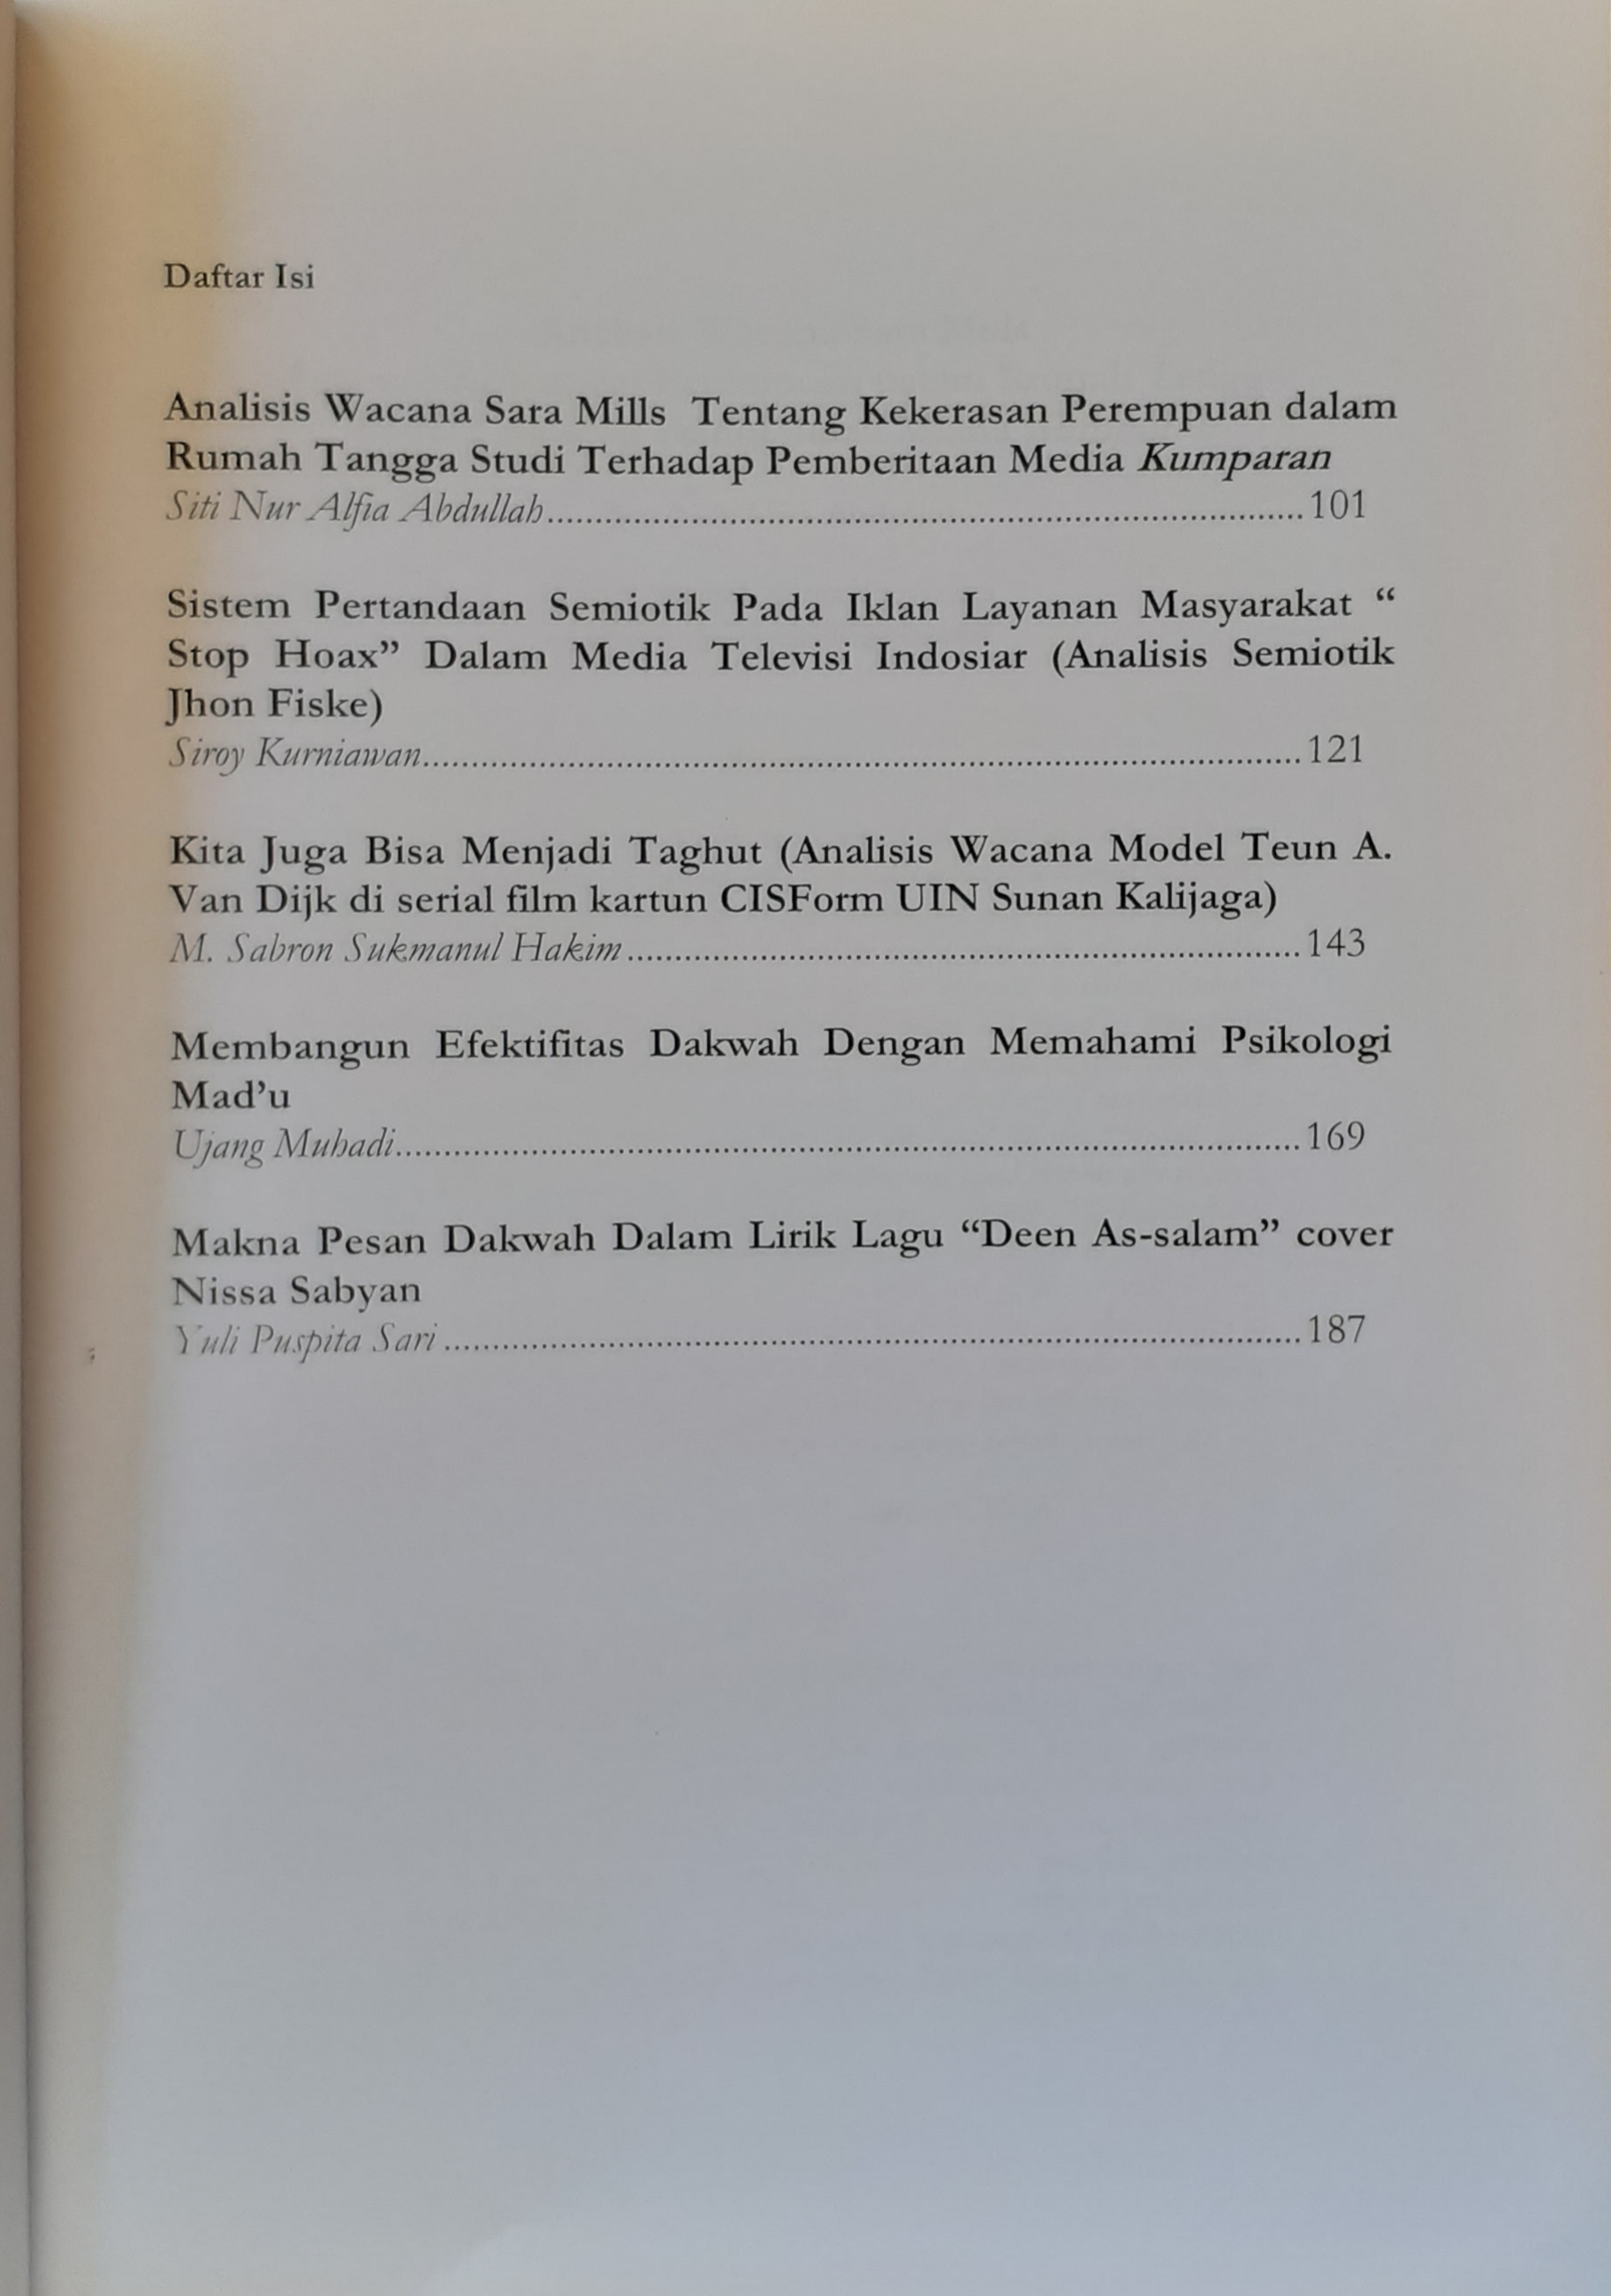 Daftar Isi
Analisis Wacana Sara Mills Tentang Kekerasan Perempuan dalam
Rumah Tangga Studi Terhadap Pemberitaan Media Kumparan
Siti Nur Alfia Abdullah....................................................................................101
Sistem Pertandaan Semiotik Pada Iklan Layanan Masyarakat “
Stop Hoax” Dalam Media Televisi Indosiar (Analisis Semiotik
Jhon Fiske)
Siroy Kurniawan....................................................................................121
Kita Juga Bisa Menjadi Taghut (Analisis Wacana Model Teun A.
Van Dijk di serial film kartun CISForm UIN Sunan Kalijaga)
M. Sabron Sukmanul Hakim....................................................................................143
Membangun Efektifitas Dakwah Dengan Memahami Psikologi
Mad’u
Ujang Muhadi....................................................................................169
Makna Pesan Dakwah Dalam Lirik Lagu “Deen As-salam” cover
Nissa Sabyan
Yuli Puspita Sari....................................................................................187